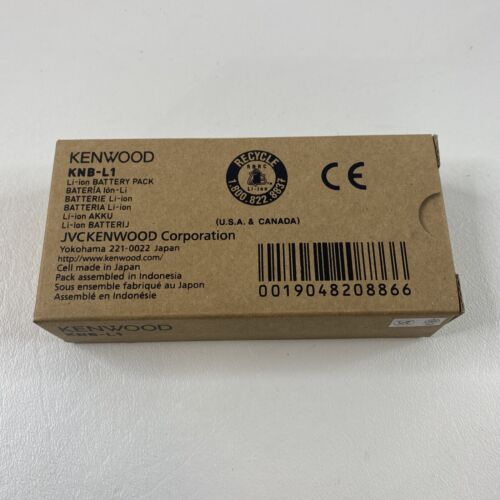 KENWOOD
KNB-L1
Li-ion BATTERY PACK
BATERÍA Ión-Li
BATTERIE Li-ion
BATTERIA Li-ion
Li-ion AKKU
Li-ion BATTERIJ
JVCKENWOOD Corporation
Yokohama 221-0022 Japan
http://www.kenwood.com/
Cell made in Japan
Pack assembled in Indonesia
Sous ensemble fabriqué au Japon
Assemblé en Indonésie
RECYCLE
RBRC
Li-ion
1.800.822.8837
(U.S.A. & CANADA)
CE
0019048208866
KENWOOD
KNB-L1